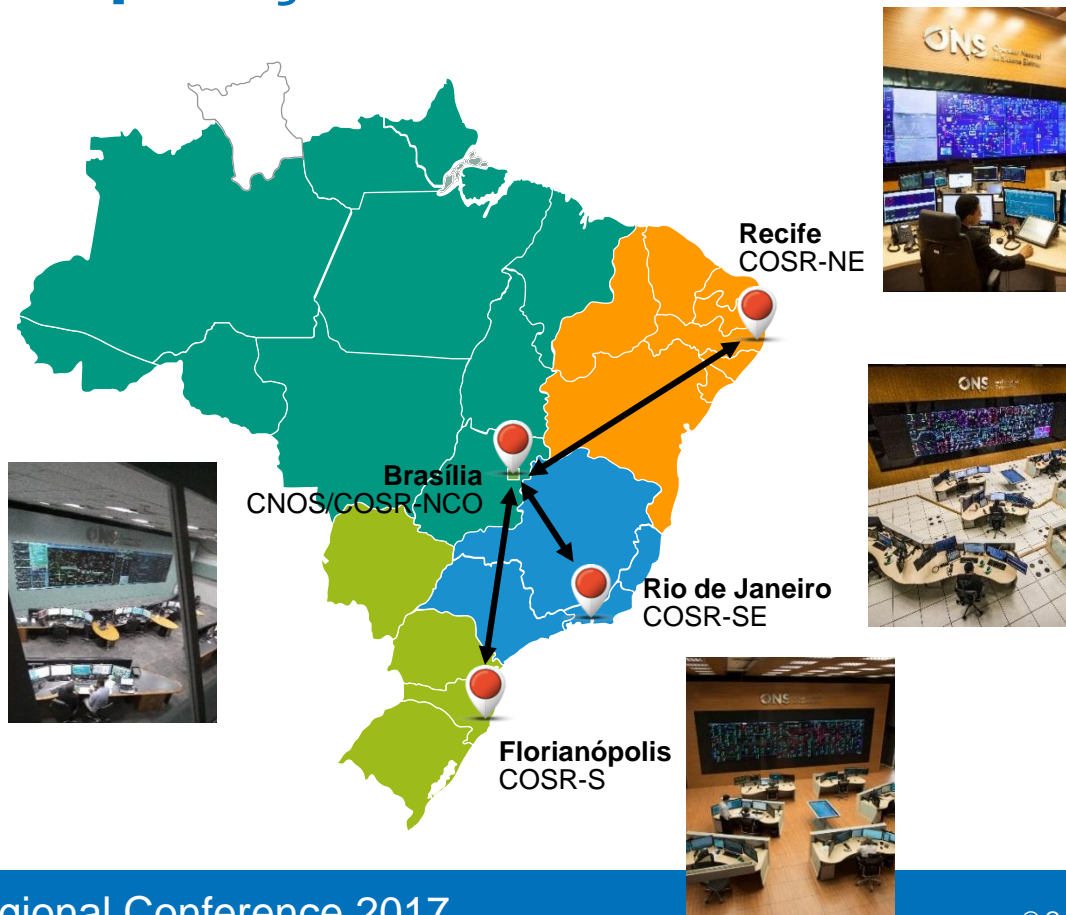 ONS
Recife
COSR-NE
ONS
Brasília
CNOS/COSR-NCO
ONS
Rio de Janeiro
COSR-SE
ONS
Florianópolis
COSR-S
Conference 2017